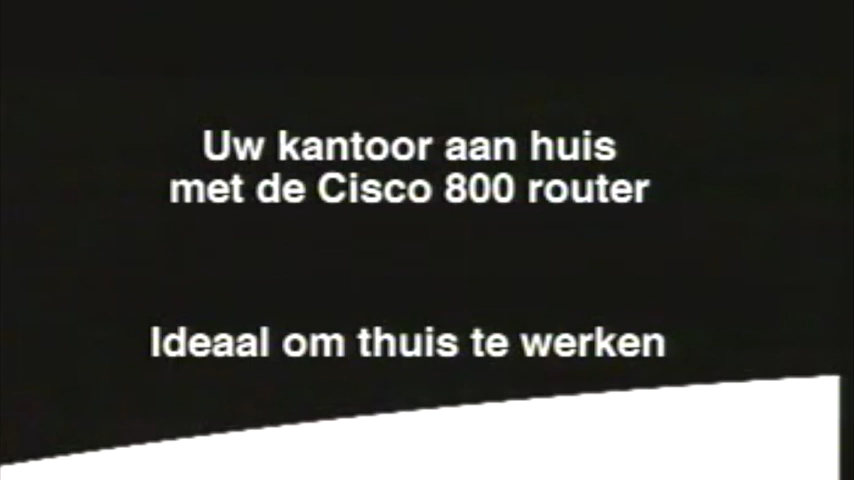 Uw kantoor aan huis
met de Cisco 800 router
Ideaal om thuis te werken